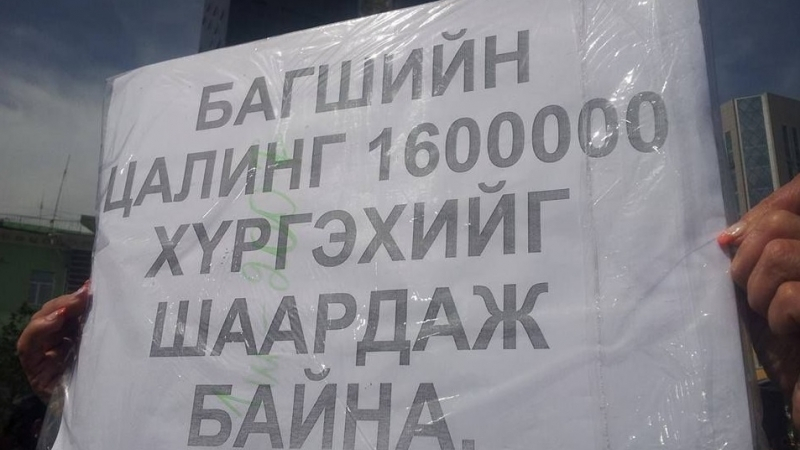 БАГШИЙН
ЦАЛИНГ 1600000
ХҮРГЭХИЙГ
ШААРДАЖ
БАЙНА.